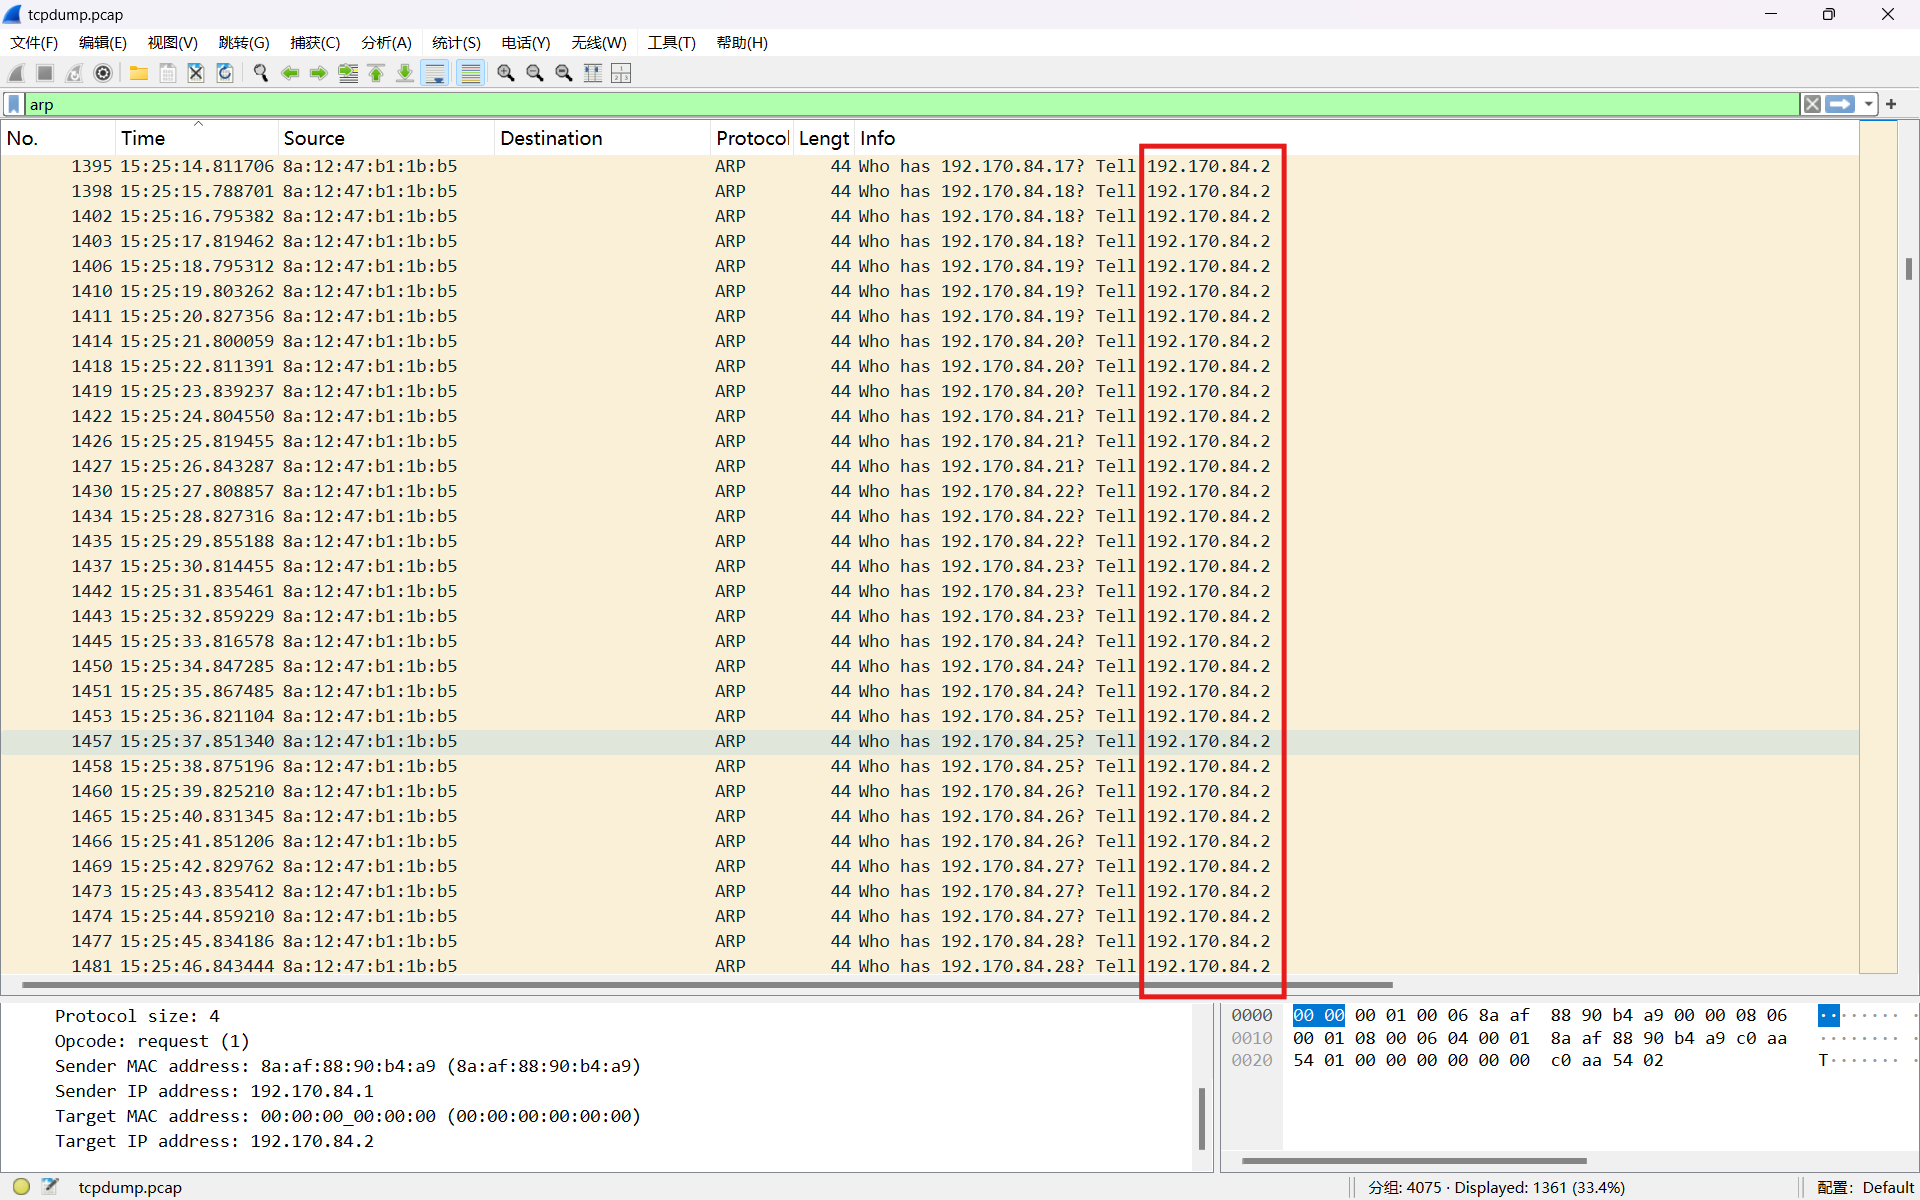 tcpdump.pcap
文件(F) 编辑(E) 视图(V) 跳转(G) 捕获(C) 分析(A) 统计(S) 电话(Y) 无线(W) 工具(T) 帮助(H)
arp
No. Time Source Destination Protocol Lengt Info
1395 15:25:14.811706 8a:12:47:b1:1b:b5 ARP 44 Who has 192.170.84.17? Tell 192.170.84.2
1398 15:25:15.788701 8a:12:47:b1:1b:b5 ARP 44 Who has 192.170.84.18? Tell 192.170.84.2
1402 15:25:16.795382 8a:12:47:b1:1b:b5 ARP 44 Who has 192.170.84.18? Tell 192.170.84.2
1403 15:25:17.819462 8a:12:47:b1:1b:b5 ARP 44 Who has 192.170.84.18? Tell 192.170.84.2
1406 15:25:18.795312 8a:12:47:b1:1b:b5 ARP 44 Who has 192.170.84.19? Tell 192.170.84.2
1410 15:25:19.803262 8a:12:47:b1:1b:b5 ARP 44 Who has 192.170.84.19? Tell 192.170.84.2
1411 15:25:20.827356 8a:12:47:b1:1b:b5 ARP 44 Who has 192.170.84.19? Tell 192.170.84.2
1414 15:25:21.800059 8a:12:47:b1:1b:b5 ARP 44 Who has 192.170.84.20? Tell 192.170.84.2
1418 15:25:22.811391 8a:12:47:b1:1b:b5 ARP 44 Who has 192.170.84.20? Tell 192.170.84.2
1419 15:25:23.839237 8a:12:47:b1:1b:b5 ARP 44 Who has 192.170.84.20? Tell 192.170.84.2
1422 15:25:24.804550 8a:12:47:b1:1b:b5 ARP 44 Who has 192.170.84.21? Tell 192.170.84.2
1426 15:25:25.819455 8a:12:47:b1:1b:b5 ARP 44 Who has 192.170.84.21? Tell 192.170.84.2
1427 15:25:26.843287 8a:12:47:b1:1b:b5 ARP 44 Who has 192.170.84.21? Tell 192.170.84.2
1430 15:25:27.808857 8a:12:47:b1:1b:b5 ARP 44 Who has 192.170.84.22? Tell 192.170.84.2
1434 15:25:28.827316 8a:12:47:b1:1b:b5 ARP 44 Who has 192.170.84.22? Tell 192.170.84.2
1435 15:25:29.855188 8a:12:47:b1:1b:b5 ARP 44 Who has 192.170.84.22? Tell 192.170.84.2
1437 15:25:30.814455 8a:12:47:b1:1b:b5 ARP 44 Who has 192.170.84.23? Tell 192.170.84.2
1442 15:25:31.835461 8a:12:47:b1:1b:b5 ARP 44 Who has 192.170.84.23? Tell 192.170.84.2
1443 15:25:32.859229 8a:12:47:b1:1b:b5 ARP 44 Who has 192.170.84.23? Tell 192.170.84.2
1445 15:25:33.816578 8a:12:47:b1:1b:b5 ARP 44 Who has 192.170.84.24? Tell 192.170.84.2
1450 15:25:34.847285 8a:12:47:b1:1b:b5 ARP 44 Who has 192.170.84.24? Tell 192.170.84.2
1451 15:25:35.867485 8a:12:47:b1:1b:b5 ARP 44 Who has 192.170.84.24? Tell 192.170.84.2
1453 15:25:36.821104 8a:12:47:b1:1b:b5 ARP 44 Who has 192.170.84.25? Tell 192.170.84.2
1457 15:25:37.851340 8a:12:47:b1:1b:b5 ARP 44 Who has 192.170.84.25? Tell 192.170.84.2
1458 15:25:38.875196 8a:12:47:b1:1b:b5 ARP 44 Who has 192.170.84.25? Tell 192.170.84.2
1460 15:25:39.825210 8a:12:47:b1:1b:b5 ARP 44 Who has 192.170.84.26? Tell 192.170.84.2
1465 15:25:40.831345 8a:12:47:b1:1b:b5 ARP 44 Who has 192.170.84.26? Tell 192.170.84.2
1466 15:25:41.851206 8a:12:47:b1:1b:b5 ARP 44 Who has 192.170.84.26? Tell 192.170.84.2
1469 15:25:42.829762 8a:12:47:b1:1b:b5 ARP 44 Who has 192.170.84.27? Tell 192.170.84.2
1473 15:25:43.835412 8a:12:47:b1:1b:b5 ARP 44 Who has 192.170.84.27? Tell 192.170.84.2
1474 15:25:44.859210 8a:12:47:b1:1b:b5 ARP 44 Who has 192.170.84.27? Tell 192.170.84.2
1477 15:25:45.834186 8a:12:47:b1:1b:b5 ARP 44 Who has 192.170.84.28? Tell 192.170.84.2
1481 15:25:46.843444 8a:12:47:b1:1b:b5 ARP 44 Who has 192.170.84.28? Tell 192.170.84.2
Protocol size: 4
Opcode: request (1)
Sender MAC address: 8a:af:88:90:b4:a9 (8a:af:88:90:b4:a9)
Sender IP address: 192.170.84.1
Target MAC address: 00:00:00_00:00:00 (00:00:00:00:00:00)
Target IP address: 192.170.84.2
0000 00 00 00 01 00 06 8a af 88 90 b4 a9 00 00 08 06 ········ ·
0010 00 01 08 00 06 04 00 01 8a af 88 90 b4 a9 c0 aa ········ ·
0020 54 01 00 00 00 00 00 00 c0 aa 54 02 T······· ·
tcpdump.pcap 分组: 4075 · Displayed: 1361 (33.4%) 配置: Default